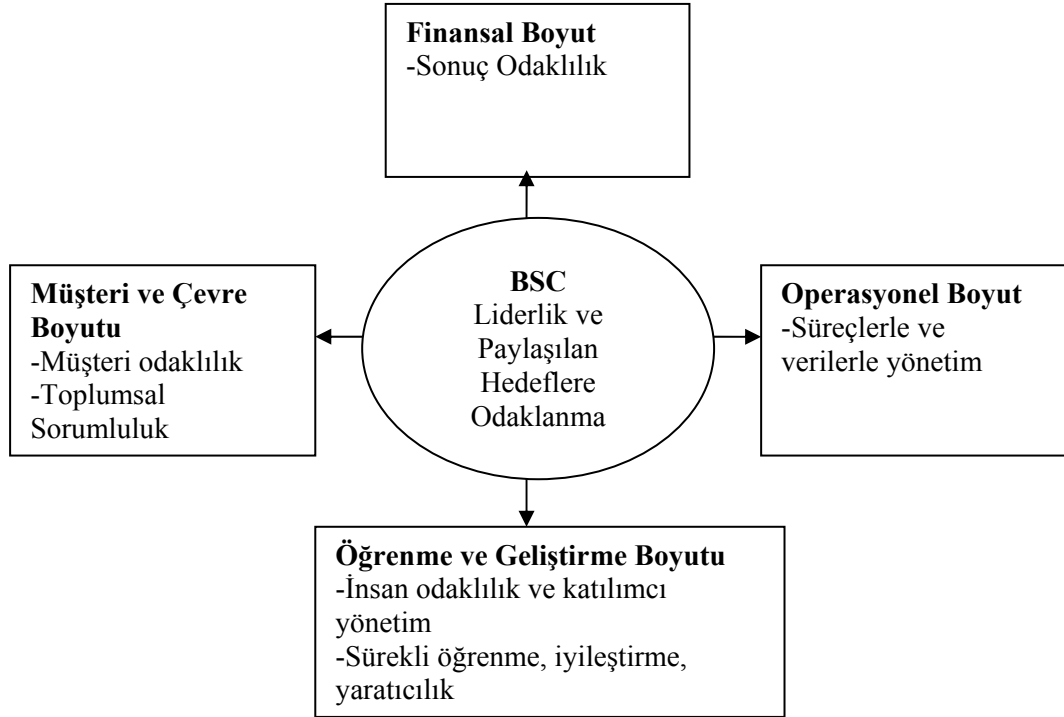 Finansal Boyut
-Sonuç Odaklılık
Müşteri ve Çevre
Boyutu
-Müşteri odaklılık
-Toplumsal
Sorumluluk
BSC
Liderlik ve
Paylaşılan
Hedeflere
Odaklanma
Operasyonel Boyut
-Süreçlerle ve
verilerle yönetim
Öğrenme ve Geliştirme Boyutu
-İnsan odaklılık ve katılımcı
yönetim
-Sürekli öğrenme, iyileştirme,
yaratıcılık